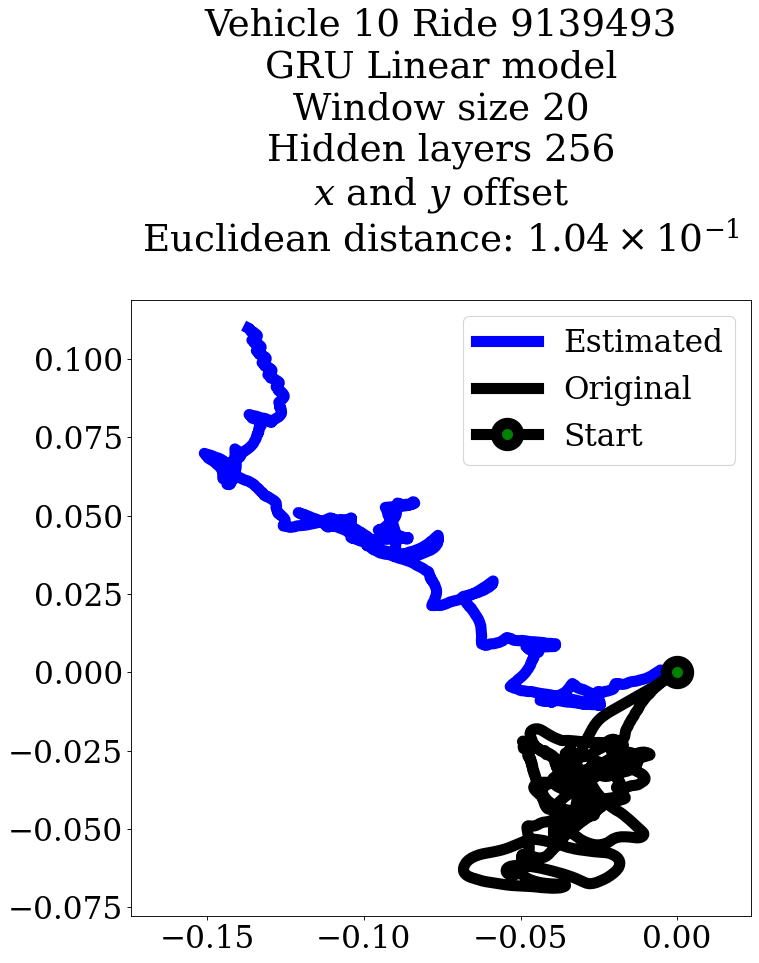 Vehicle 10 Ride 9139493
GRU Linear model
Window size 20
Hidden layers 256
x and y offset
Euclidean distance: 1.04 × 10⁻¹
Estimated
Original
Start
0.100
0.075
0.050
0.025
0.000
−0.025
−0.050
−0.075
−0.15 −0.10 −0.05 0.00